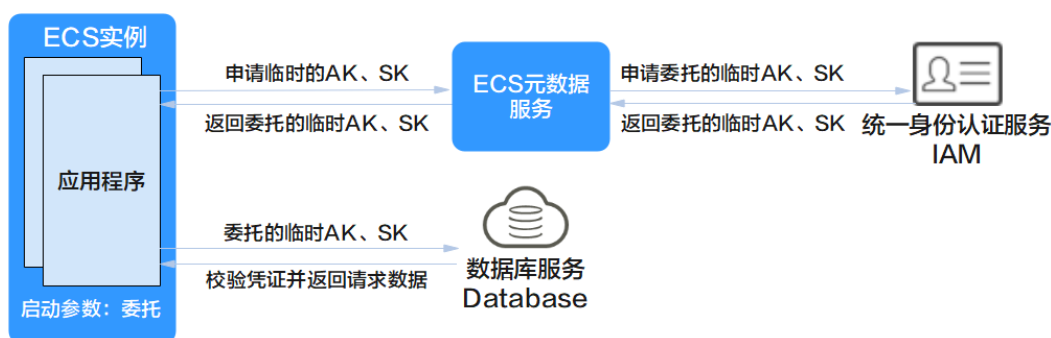 ECS实例
应用程序
启动参数：委托
申请临时的AK、SK
返回委托的临时AK、SK
ECS元数据
服务
申请委托的临时AK、SK
返回委托的临时AK、SK
统一身份认证服务
IAM
委托的临时AK、SK
校验凭证并返回请求数据
数据库服务
Database